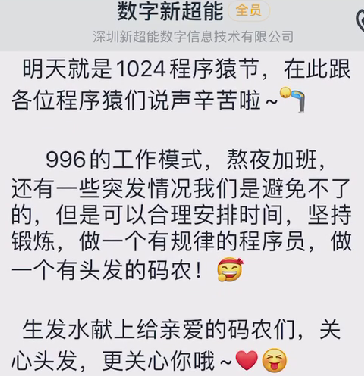 数字新超能 全员
深圳新超能数字信息技术有限公司
明天就是1024程序猿节，在此跟
各位程序猿们说声辛苦啦~
996的工作模式，熬夜加班，
还有一些突发情况我们是避免不了
的，但是可以合理安排时间，坚持
锻炼，做一个有规律的程序员，做
一个有头发的码农！
生发水献上给亲爱的码农们，关
心头发，更关心你哦~